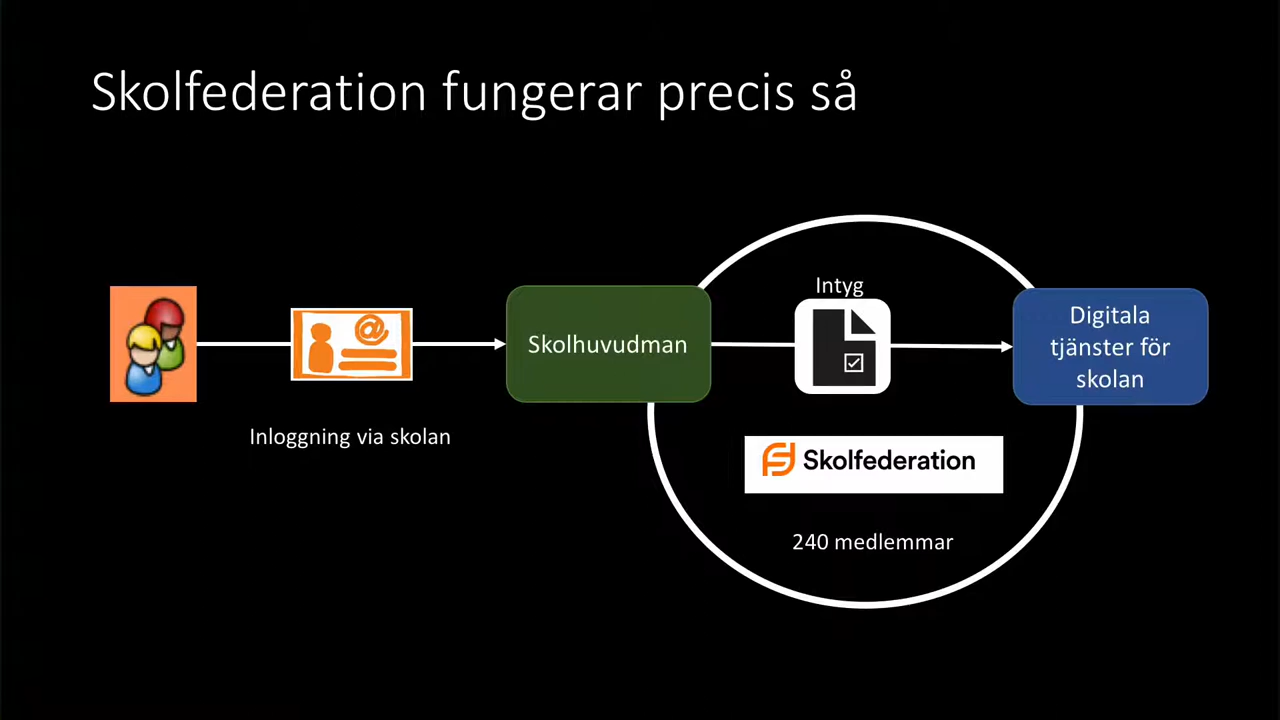 Skolfederation fungerar precis så
Intyg
Skolhuvudman
Digitala
tjänster för
skolan
Inloggning via skolan
@
Skolfederation
240 medlemmar